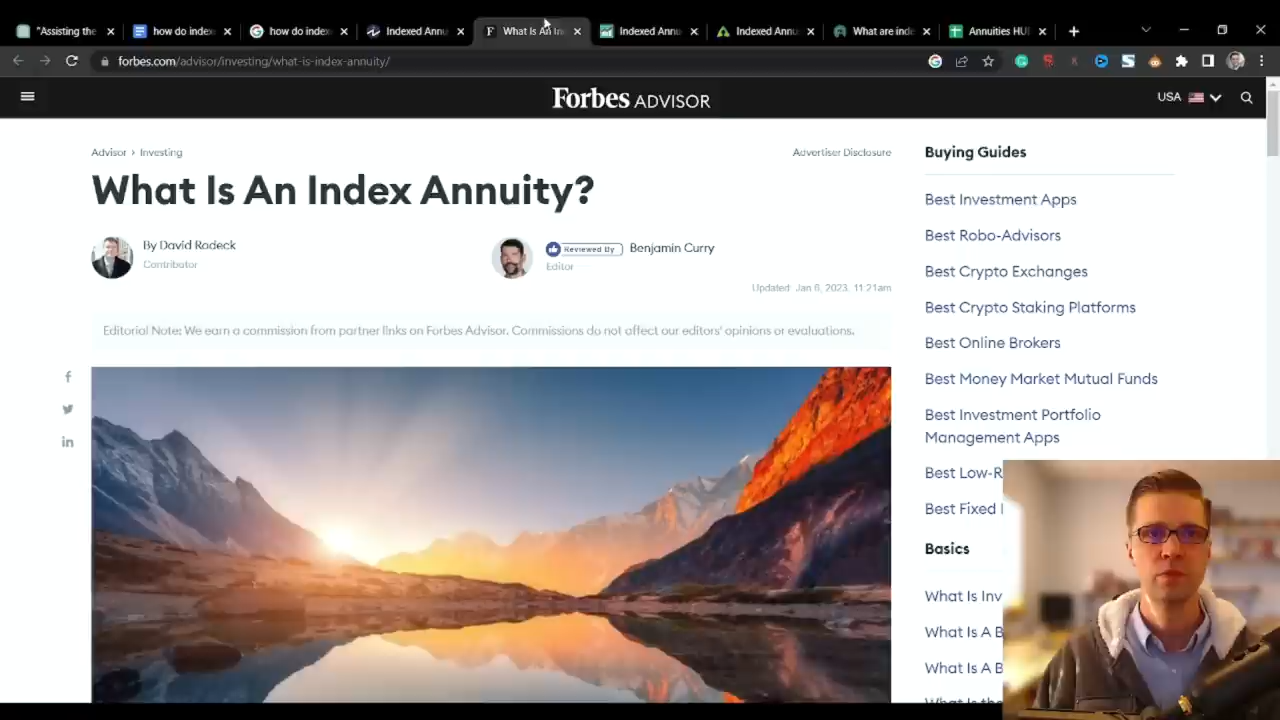 "Assisting the
how do index
how do index
Indexed Annu
What Is An In
Indexed Annu
Indexed Annu
What are inde
Annuities HU
forbes.com/advisor/investing/what-is-index-annuity/
Forbes ADVISOR
USA
Advisor › Investing
Advertiser Disclosure
What Is An Index Annuity?
By David Rodeck
Contributor
Reviewed By
Benjamin Curry
Editor
Updated: Jan 6, 2023, 11:21am
Editorial Note: We earn a commission from partner links on Forbes Advisor. Commissions do not affect our editors' opinions or evaluations.
Buying Guides
Best Investment Apps
Best Robo-Advisors
Best Crypto Exchanges
Best Crypto Staking Platforms
Best Online Brokers
Best Money Market Mutual Funds
Best Investment Portfolio
Management Apps
Best Low-R
Best Fixed I
Basics
What Is Inv
What Is A B
What Is A B